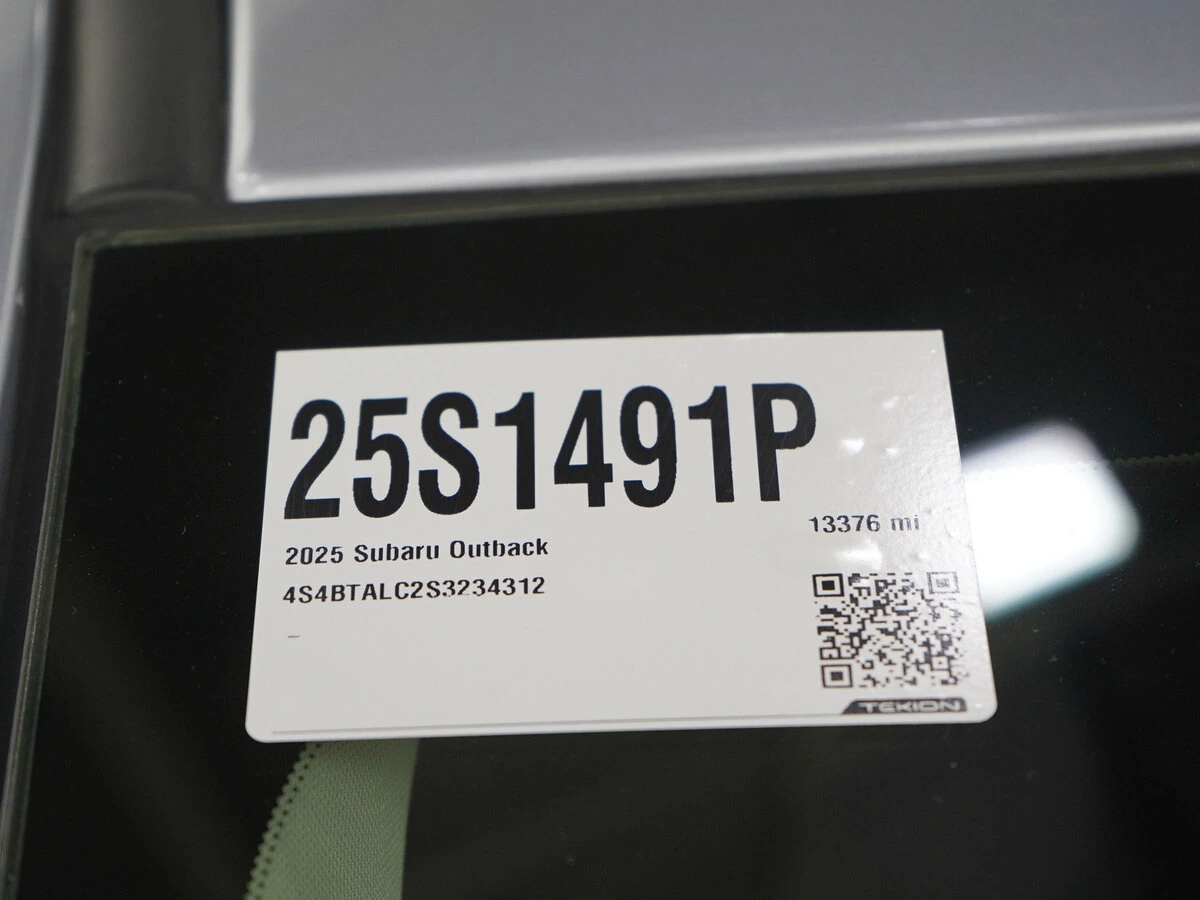 25S1491P
13376 mi
2025 Subaru Outback
4S4BTALC2S3234312
–
TEKION